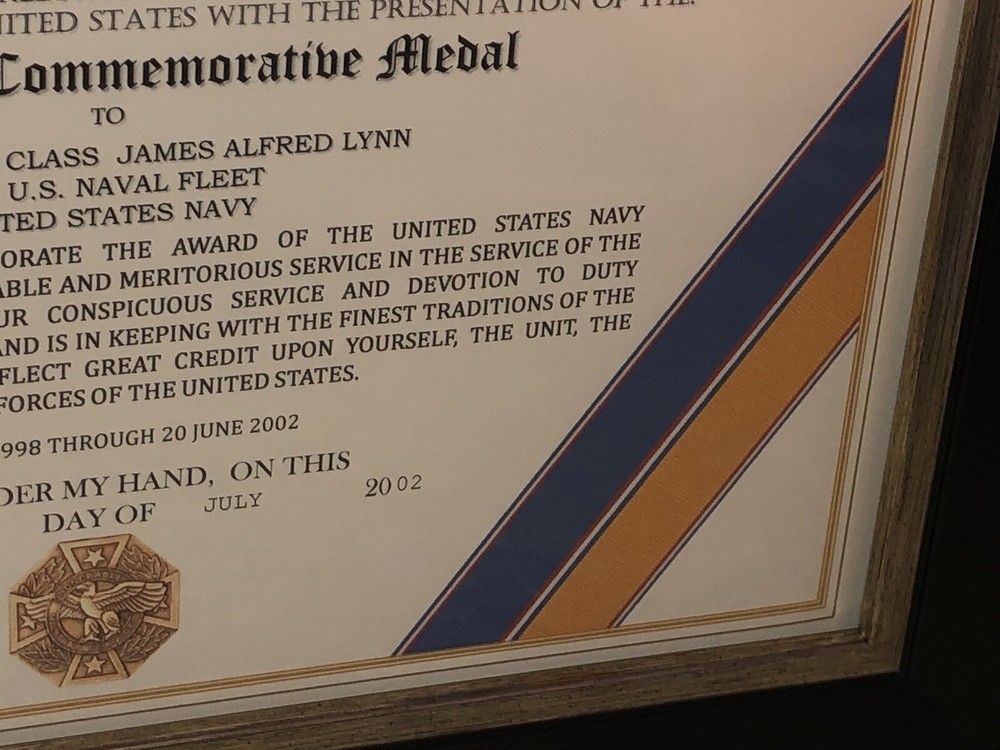 UNITED STATES WITH THE PRESENTATION OF THE:
Commemorative Medal
TO
CLASS JAMES ALFRED LYNN
U.S. NAVAL FLEET
TED STATES NAVY
ORATE THE AWARD OF THE UNITED STATES NAVY
ABLE AND MERITORIOUS SERVICE IN THE SERVICE OF THE
UR CONSPICUOUS SERVICE AND DEVOTION TO DUTY
AND IS IN KEEPING WITH THE FINEST TRADITIONS OF THE
FLECT GREAT CREDIT UPON YOURSELF, THE UNIT, THE
FORCES OF THE UNITED STATES.
998 THROUGH 20 JUNE 2002
DER MY HAND, ON THIS
DAY OF JULY 2002